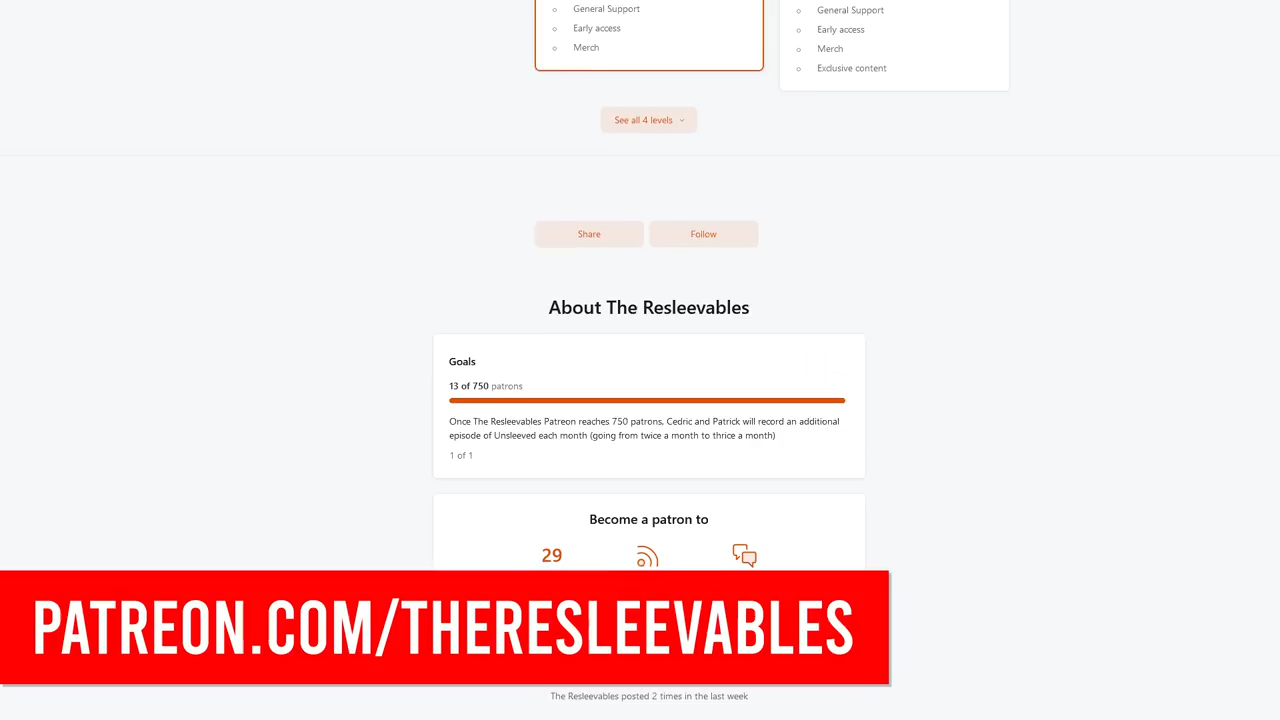 General Support
Early access
Merch
General Support
Early access
Merch
Exclusive content
See all 4 levels
Share
Follow
About The Resleevables
Goals
13 of 750 patrons
Once The Resleevables Patreon reaches 750 patrons, Cedric and Patrick will record an additional
episode of Unsleeved each month (going from twice a month to thrice a month)
1 of 1
Become a patron to
29
PATREON.COM/THERESLEEVABLES
The Resleevables posted 2 times in the last week